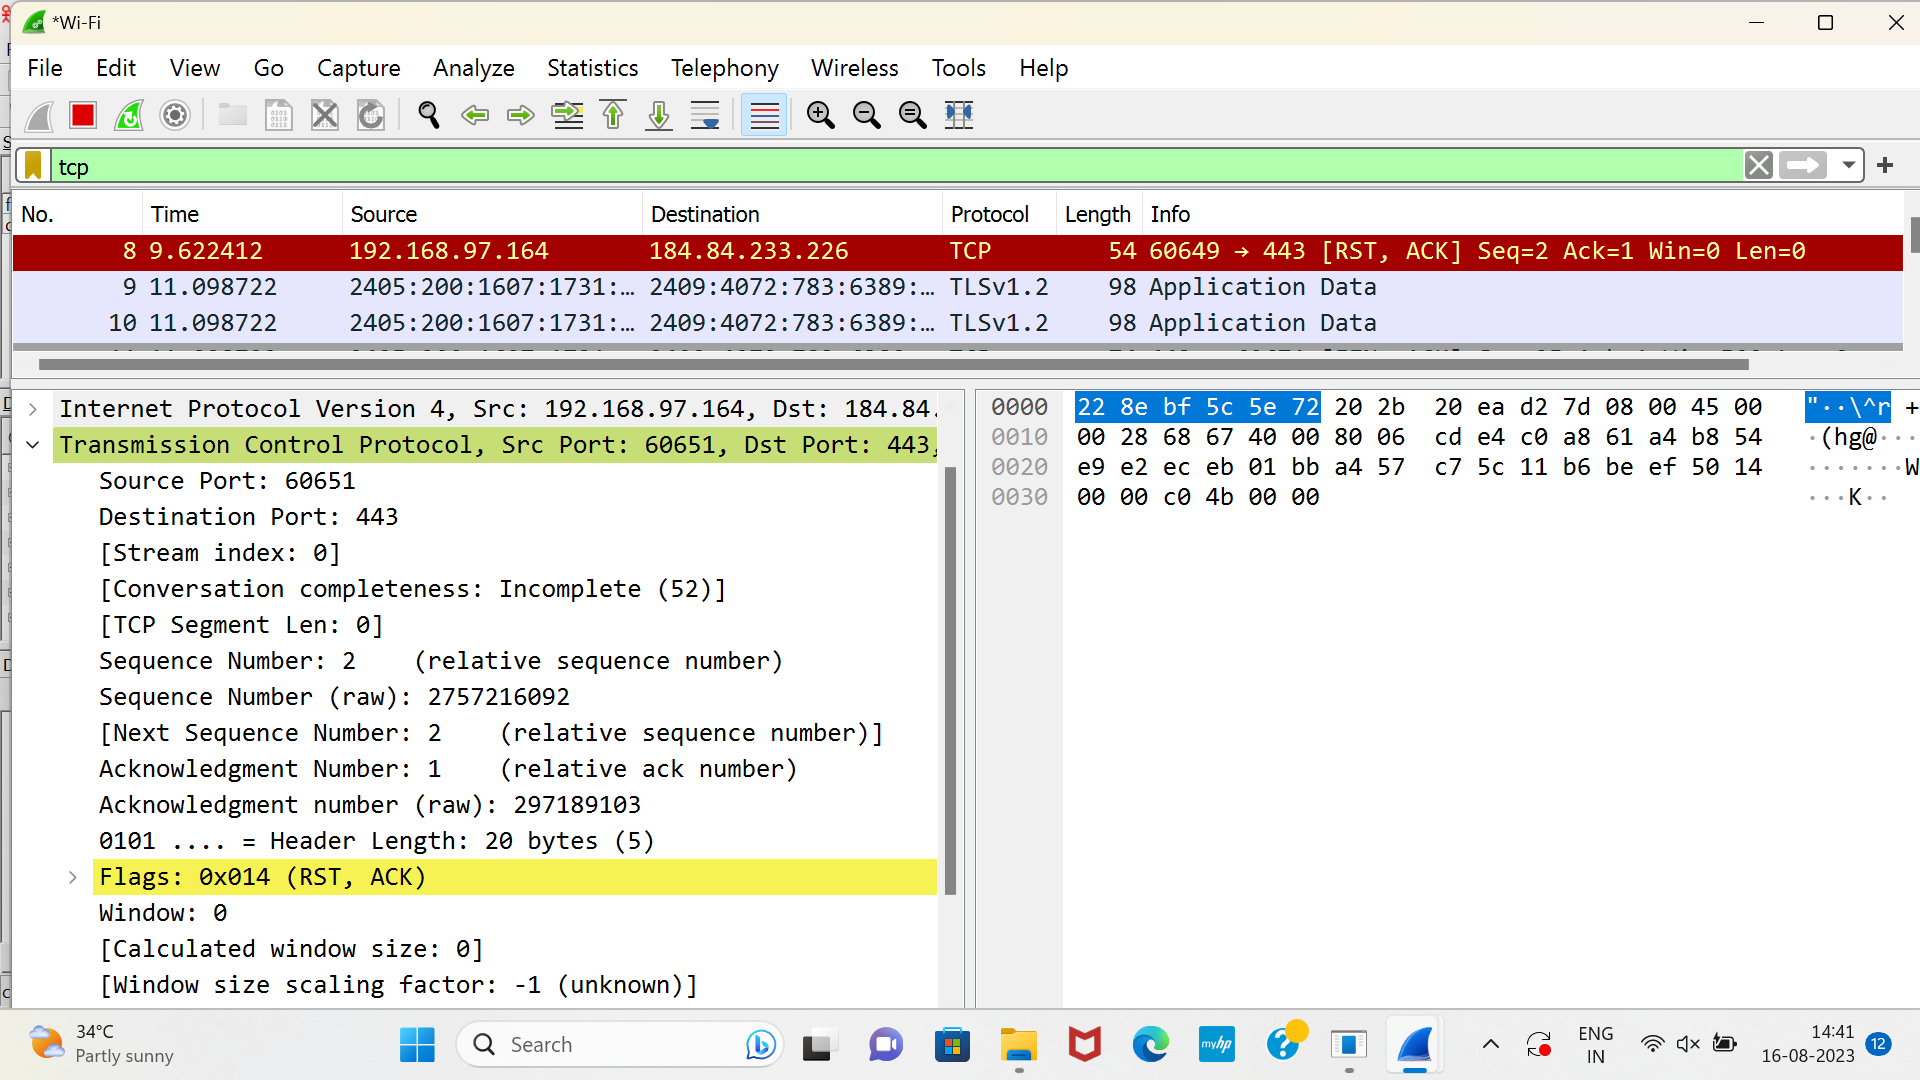 *Wi-Fi
File Edit View Go Capture Analyze Statistics Telephony Wireless Tools Help
tcp
No. Time Source Destination Protocol Length Info
8 9.622412 192.168.97.164 184.84.233.226 TCP 54 60649 → 443 [RST, ACK] Seq=2 Ack=1 Win=0 Len=0
9 11.098722 2405:200:1607:1731:… 2409:4072:783:6389:… TLSv1.2 98 Application Data
10 11.098722 2405:200:1607:1731:… 2409:4072:783:6389:… TLSv1.2 98 Application Data
Internet Protocol Version 4, Src: 192.168.97.164, Dst: 184.84.
Transmission Control Protocol, Src Port: 60651, Dst Port: 443,
Source Port: 60651
Destination Port: 443
[Stream index: 0]
[Conversation completeness: Incomplete (52)]
[TCP Segment Len: 0]
Sequence Number: 2 (relative sequence number)
Sequence Number (raw): 2757216092
[Next Sequence Number: 2 (relative sequence number)]
Acknowledgment Number: 1 (relative ack number)
Acknowledgment number (raw): 297189103
0101 .... = Header Length: 20 bytes (5)
Flags: 0x014 (RST, ACK)
Window: 0
[Calculated window size: 0]
[Window size scaling factor: -1 (unknown)]
0000 22 8e bf 5c 5e 72 20 2b 20 ea d2 7d 08 00 45 00 "··\^r +
0010 00 28 68 67 40 00 80 06 cd e4 c0 a8 61 a4 b8 54 ·(hg@···
0020 e9 e2 ec eb 01 bb a4 57 c7 5c 11 b6 be ef 50 14 ·······W
0030 00 00 c0 4b 00 00 ···K··
34°C
Partly sunny
Search
myhp
ENG
IN
14:41
16-08-2023
12